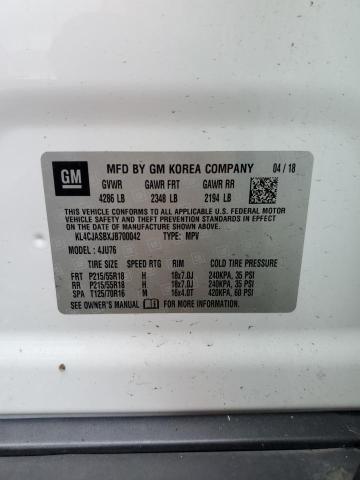 GM
MFD BY GM KOREA COMPANY 04 / 18
GVWR GAWR FRT GAWR RR
4286 LB 2348 LB 2194 LB
THIS VEHICLE CONFORMS TO ALL APPLICABLE U.S. FEDERAL MOTOR
VEHICLE SAFETY AND THEFT PREVENTION STANDARDS IN EFFECT
ON THE DATE OF MANUFACTURE SHOWN ABOVE.
KL4CJASBXJB700042 TYPE: MPV
MODEL : 4JU76
TIRE SIZE SPEED RTG RIM COLD TIRE PRESSURE
FRT P215/55R18 H 18x7.0J 240KPA, 35 PSI
RR P215/55R18 H 18x7.0J 240KPA, 35 PSI
SPA T125/70R16 M 16x4.0T 420KPA, 60 PSI
SEE OWNER'S MANUAL FOR MORE INFORMATION.